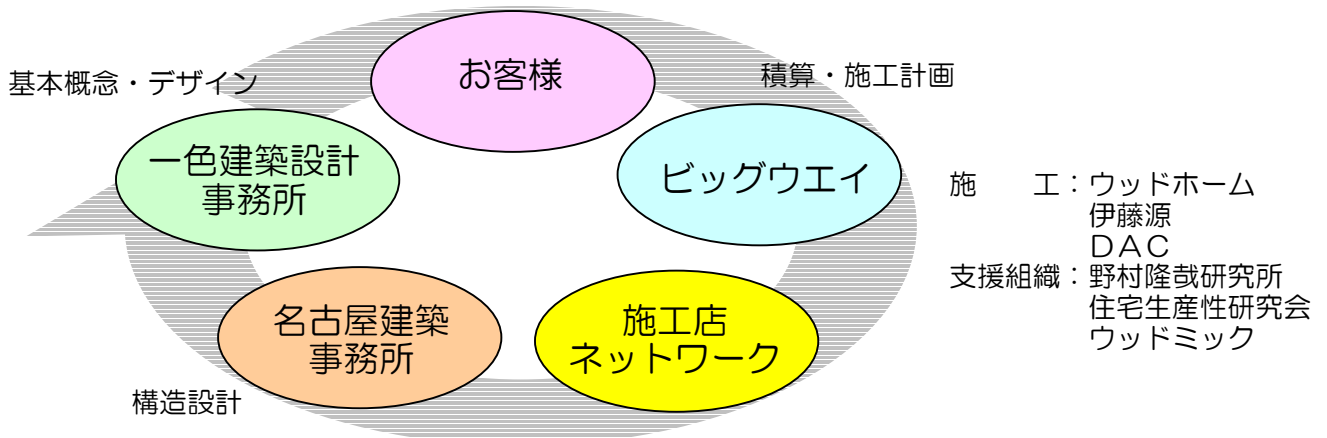 お客様
基本概念・デザイン
積算・施工計画
一色建築設計
事務所
ビッグウエイ
施　　工：ウッドホーム
伊藤源
ＤＡＣ
支援組織：野村隆哉研究所
住宅生産性研究会
ウッドミック
名古屋建築
事務所
施工店
ネットワーク
構造設計